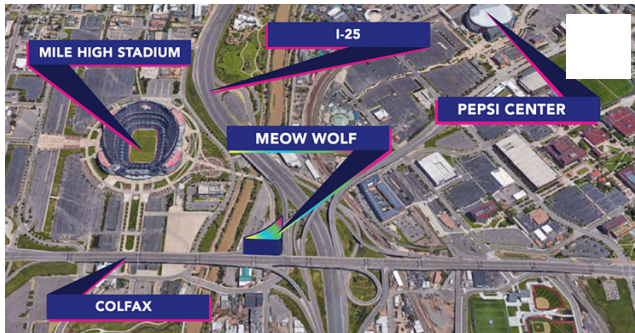 I-25
MILE HIGH STADIUM
PEPSI CENTER
MEOW WOLF
COLFAX